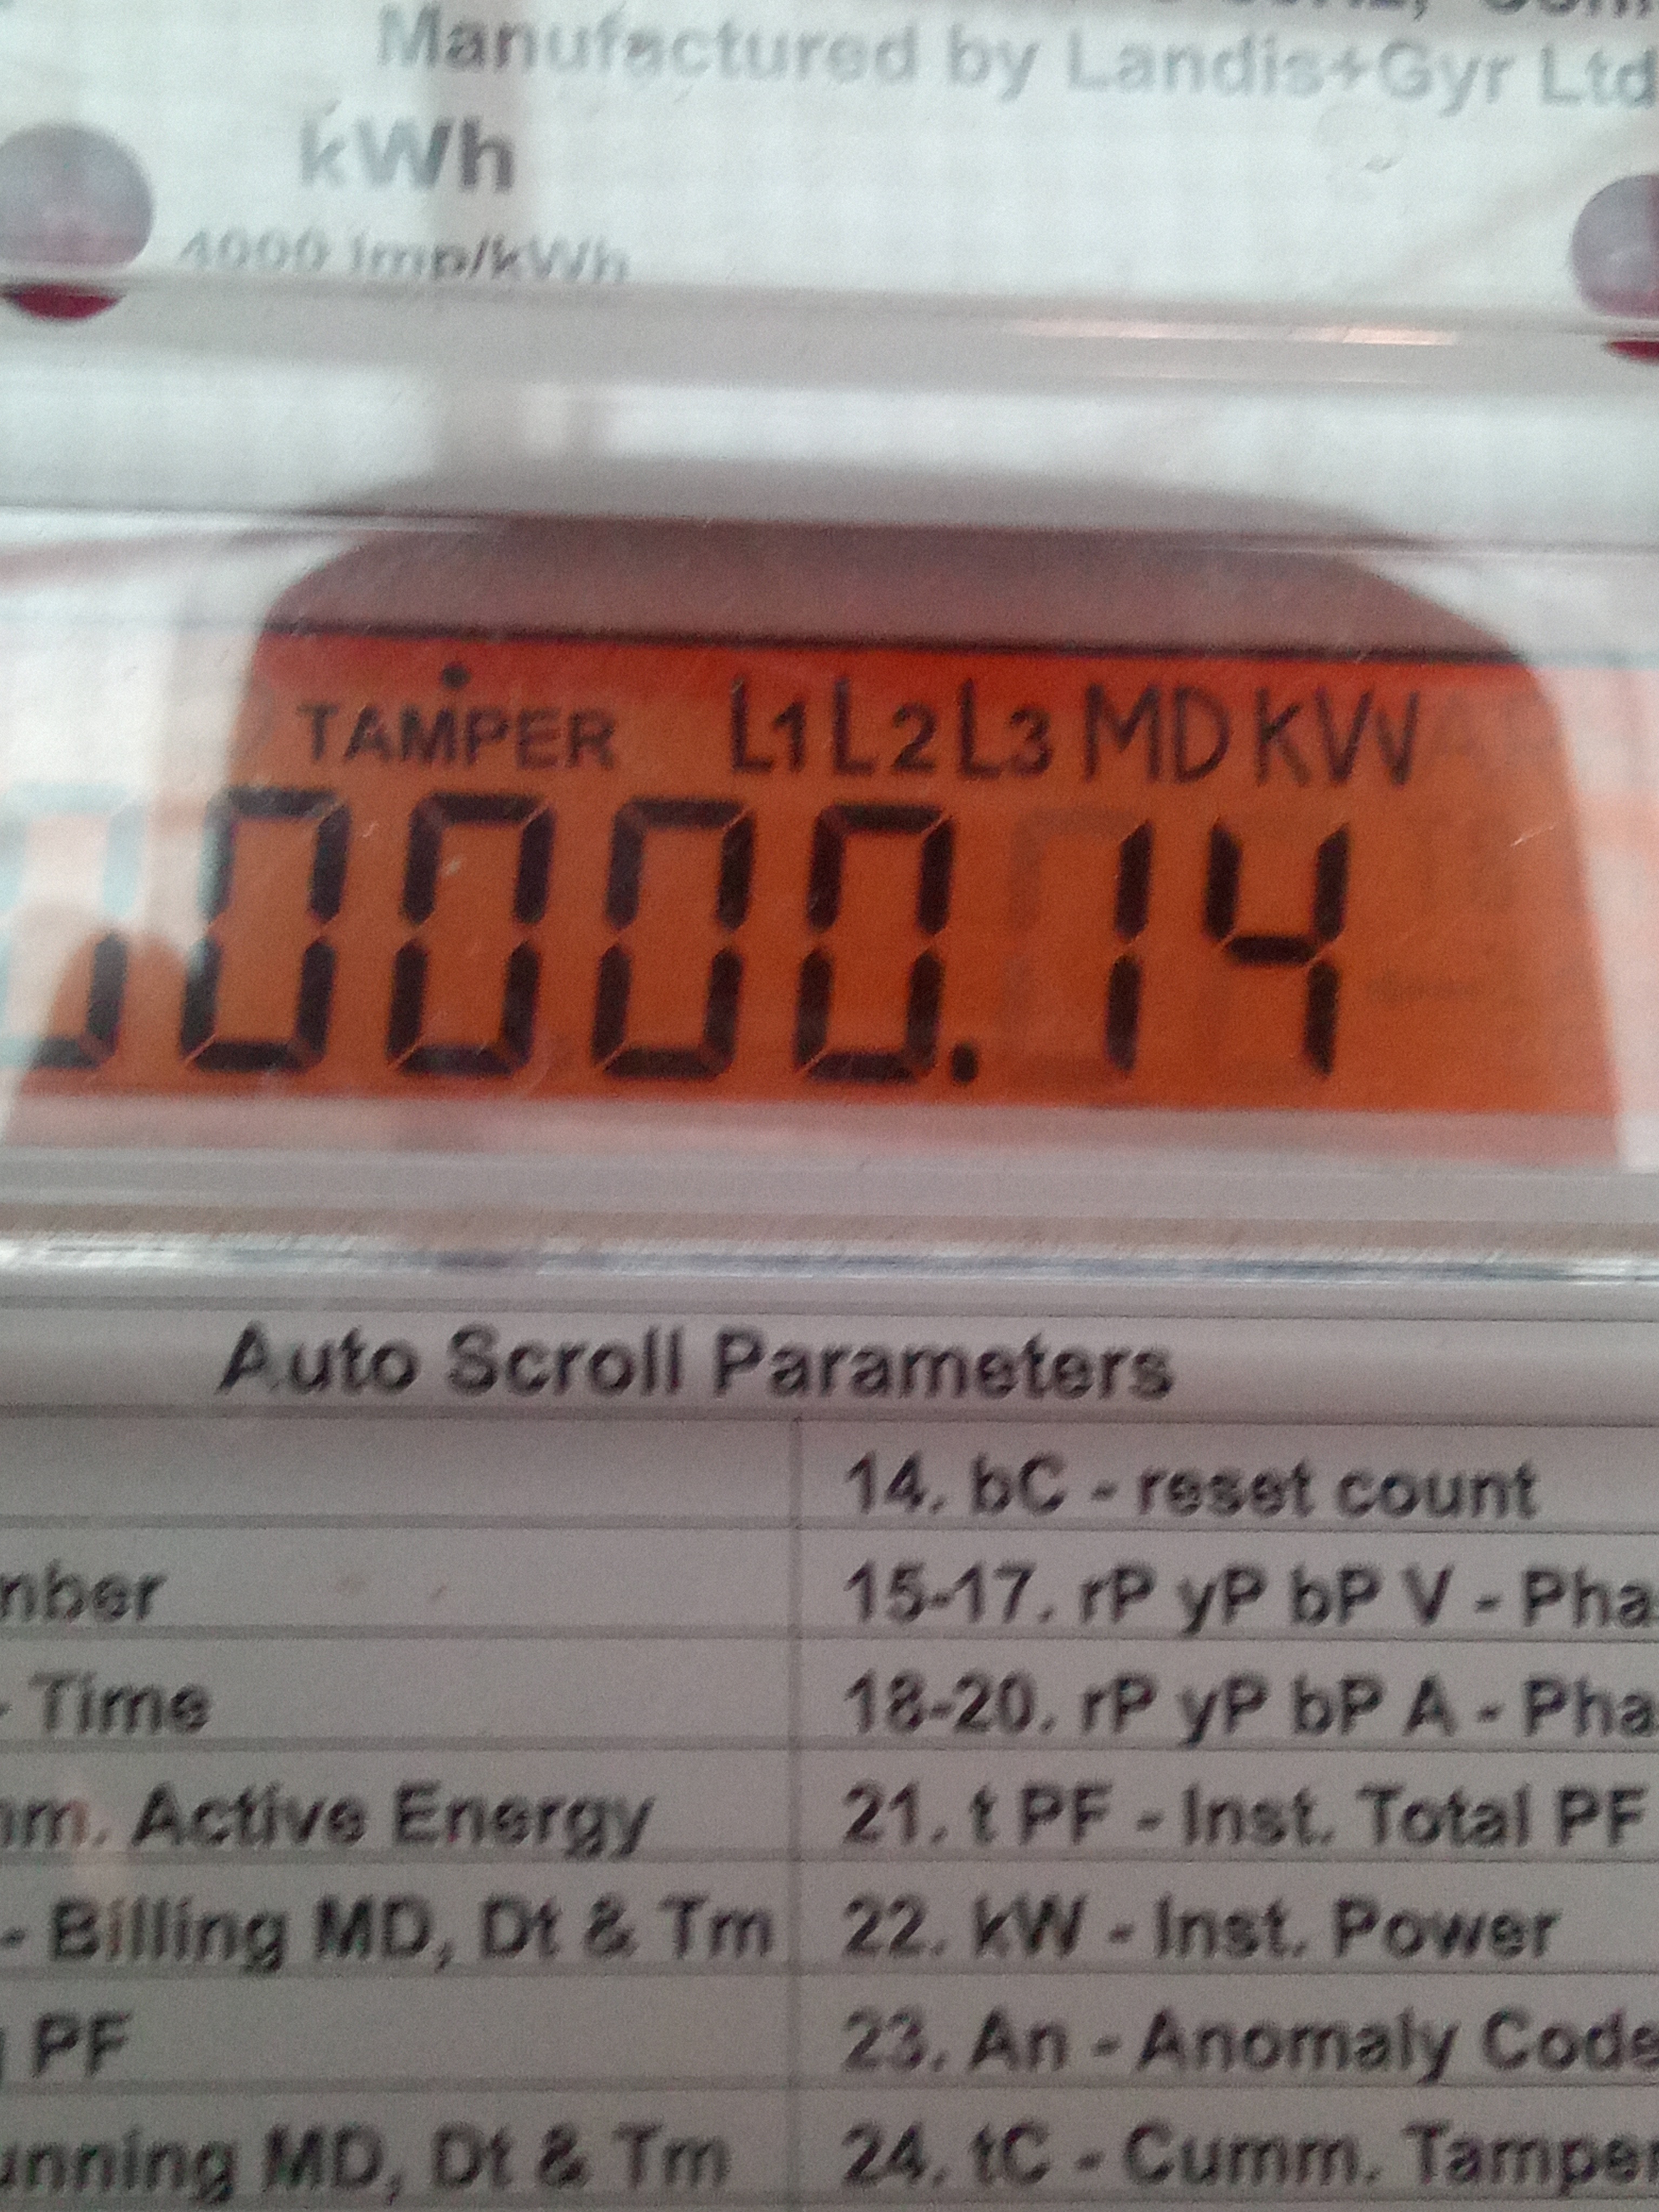 Manufactured by Landis+Gyr Ltd
kWh
4000 imp/kWh
TAMPER L1 L2 L3 MD KW
00000.14
Auto Scroll Parameters
14. bC - reset count
15-17. rP yP bP V - Pha
- Time
18-20. rP yP bP A - Pha
Active Energy
21. t PF - Inst. Total PF
- Billing MD, Dt & Tm
22. kW - Inst. Power
PF
23. An - Anomaly Code
unning MD, Dt & Tm
24. tC - Cumm. Tamper